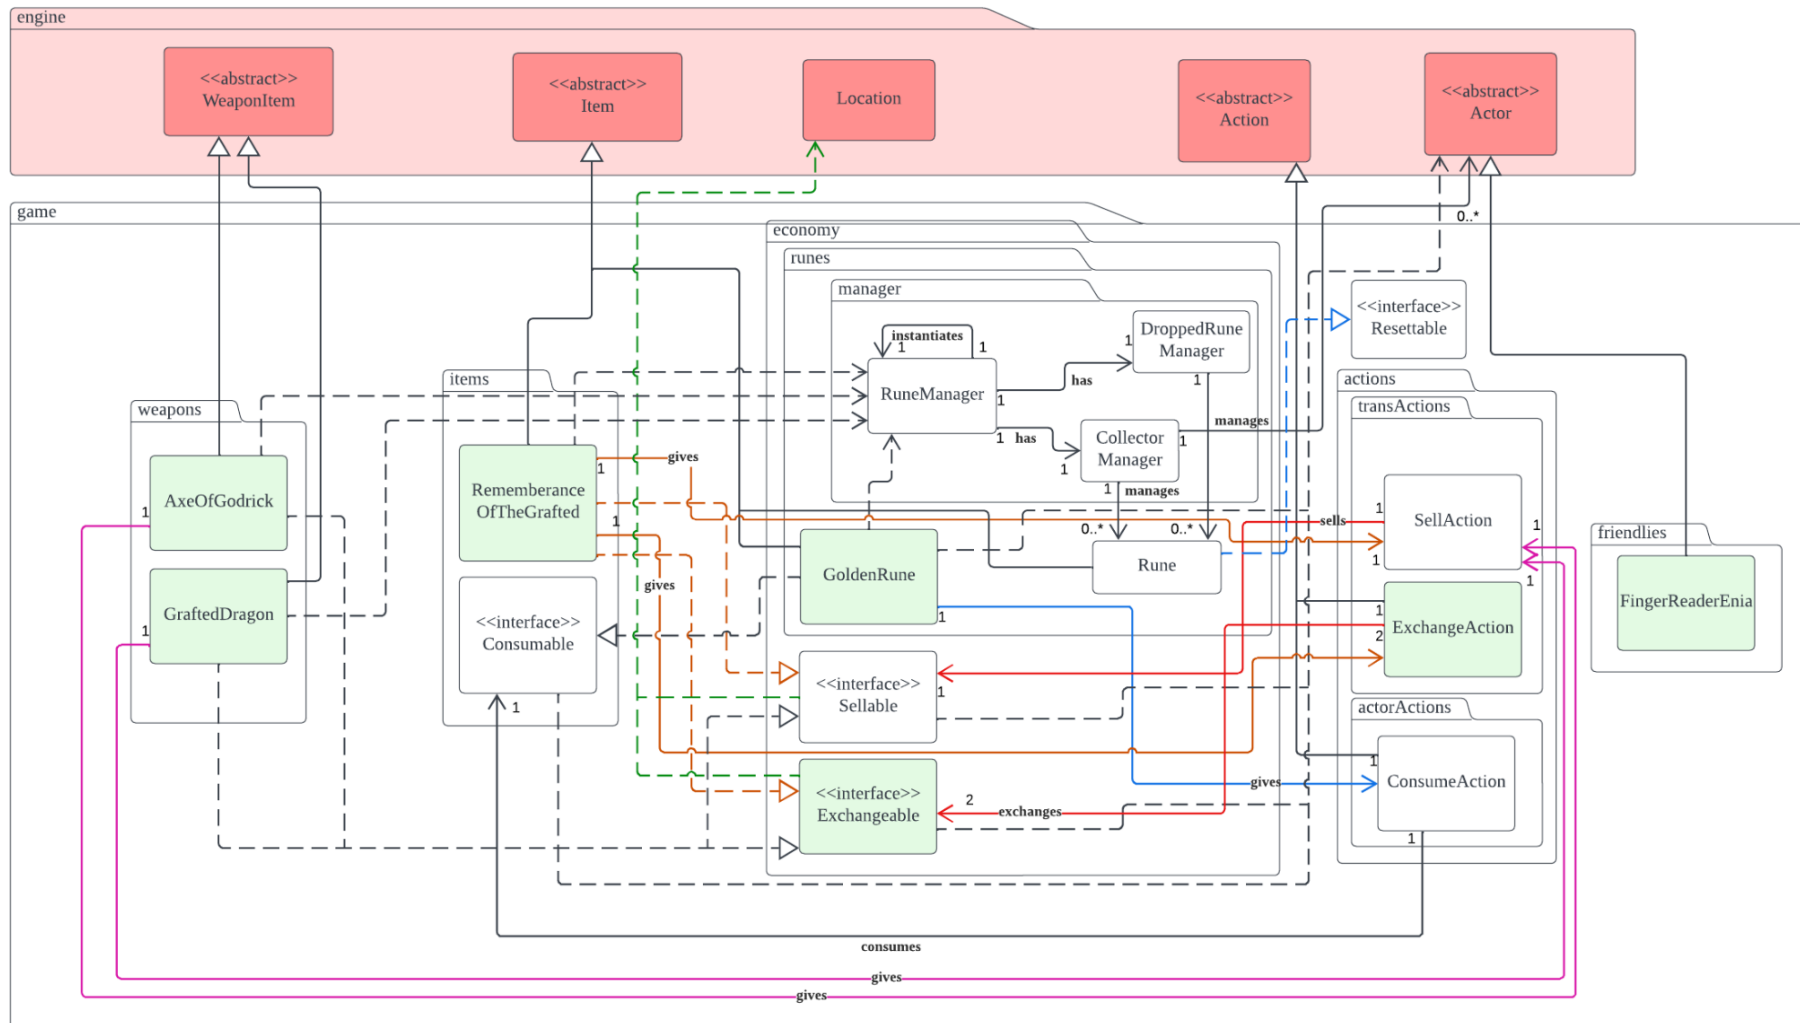 engine
<<abstract>>
WeaponItem
<<abstract>>
Item
Location
<<abstract>>
Action
<<abstract>>
Actor
game
0..*
economy
runes
manager
<<interface>>
Resettable
instantiates
1
1
DroppedRune
Manager
1
1
RuneManager
has
1
1
has
1
Collector
Manager
1
manages
1
manages
0..*
0..*
Rune
actions
transActions
weapons
items
AxeOfGodrick
1
GraftedDragon
1
Rememberance
OfTheGrafted
1
gives
1
gives
<<interface>>
Consumable
1
GoldenRune
1
sells
1
SellAction
1
1
1
1
ExchangeAction
2
friendlies
FingerReaderEnia
<<interface>>
Sellable
1
<<interface>>
Exchangeable
2
exchanges
actorActions
1
gives
ConsumeAction
1
consumes
gives
gives